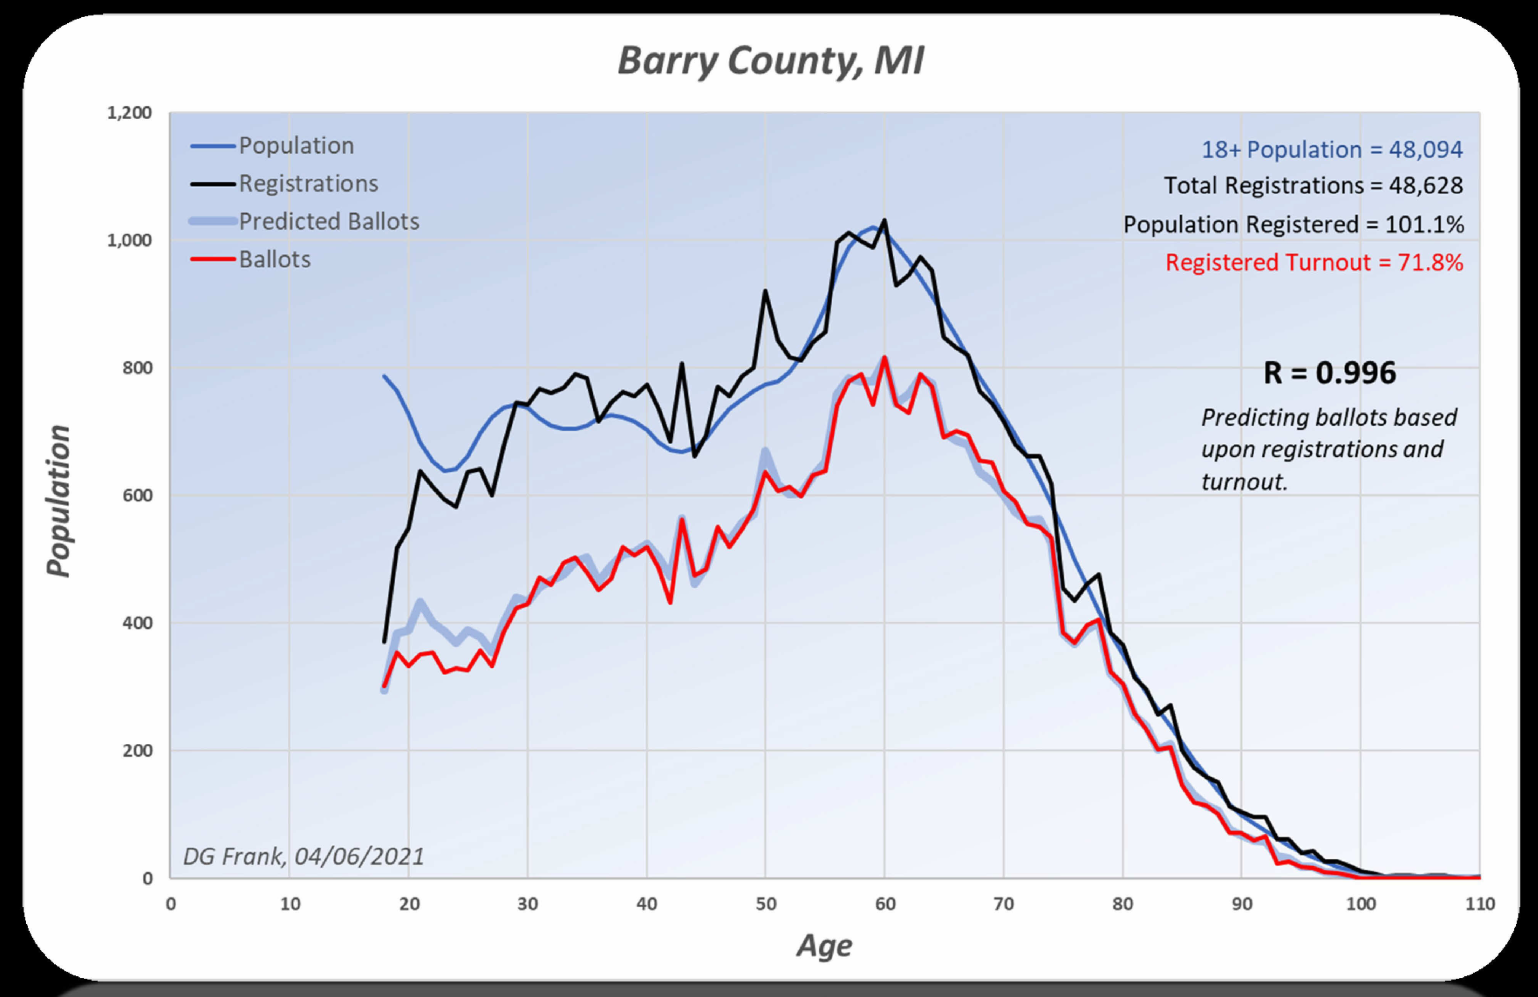 Barry County, MI
1,200
1,000
800
600
400
200
0
Population
Population
Registrations
Predicted Ballots
Ballots
18+ Population = 48,094
Total Registrations = 48,628
Population Registered = 101.1%
Registered Turnout = 71.8%
R = 0.996
Predicting ballots based
upon registrations and
turnout.
DG Frank, 04/06/2021
0 10 20 30 40 50 60 70 80 90 100 110
Age